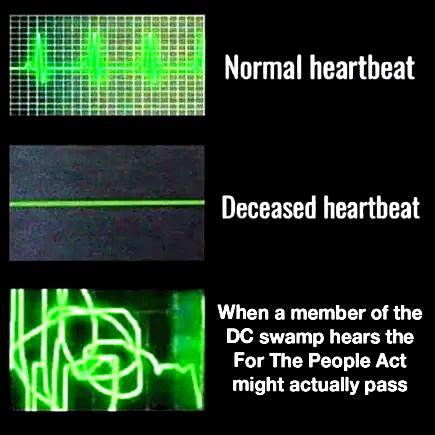 Normal heartbeat
Deceased heartbeat
When a member of the
DC swamp hears the
For The People Act
might actually pass